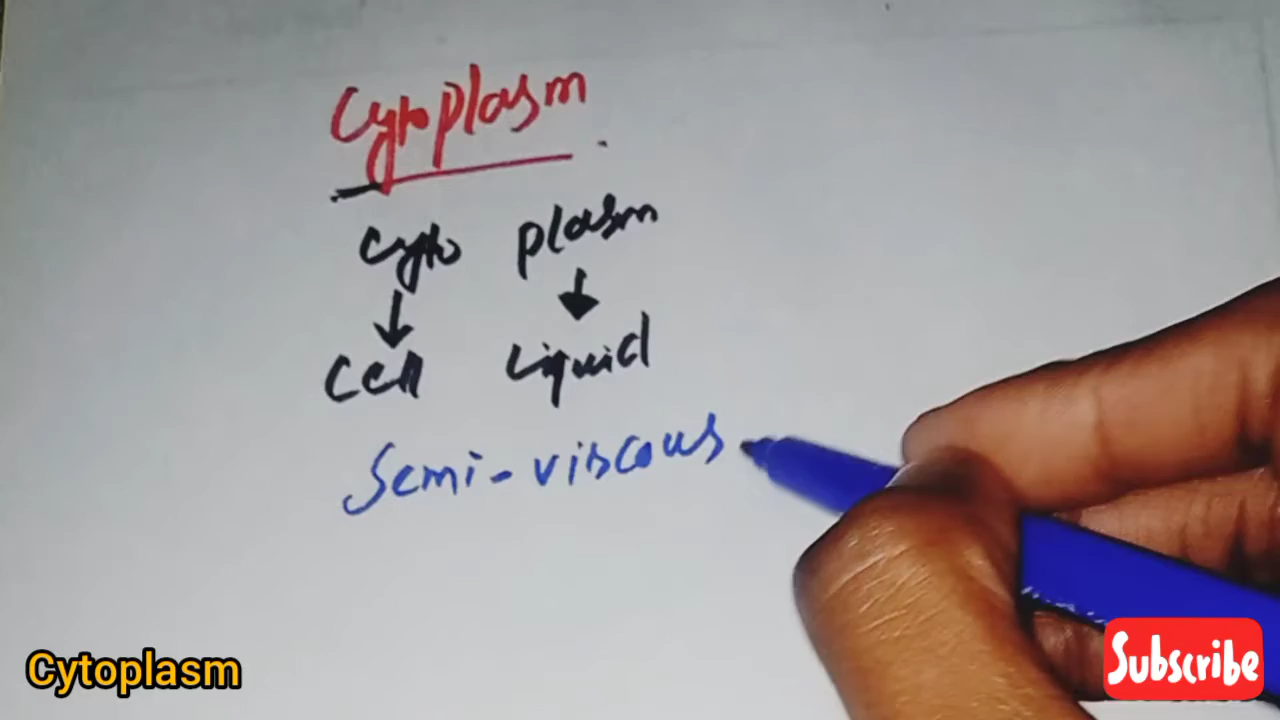 Cytoplasm
Cyto plasm
Cell Liquid
Semi-viscous
Cytoplasm
Subscribe